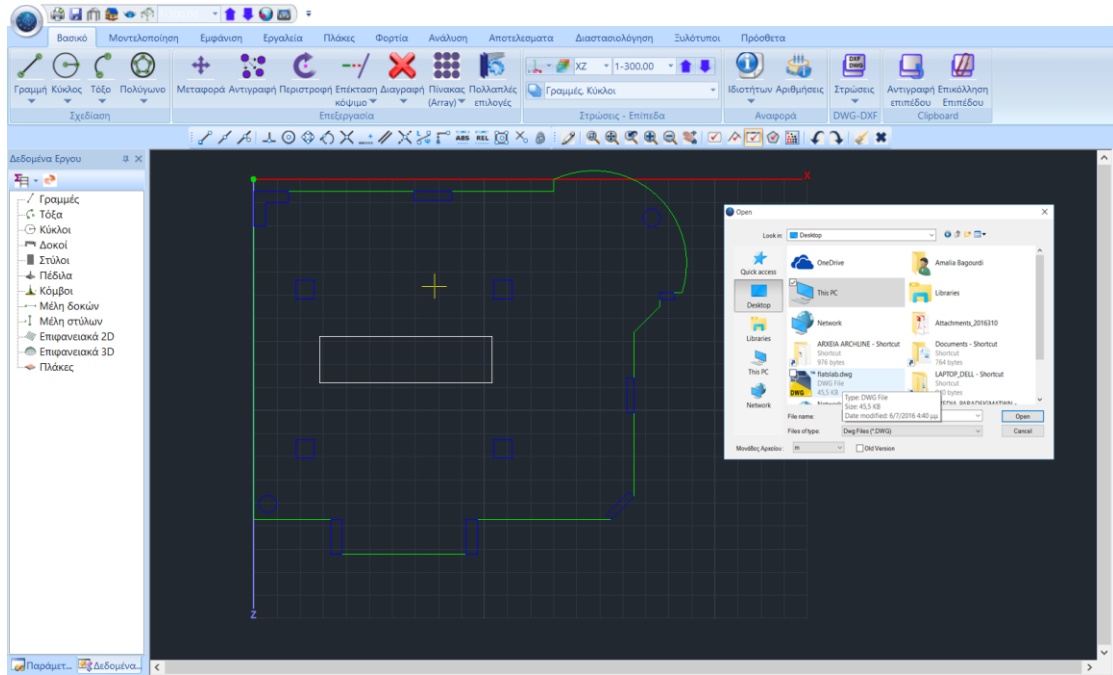 Βασικό Μοντελοποίηση Εμφάνιση Εργαλεία Πλάκες Φορτία Ανάλυση Αποτελεσματα Διαστασιολόγηση Ξυλότυποι Πρόσθετα
XZ 1-300.00
Γραμμές, Κύκλοι
Γραμμή Κύκλος Τόξο Πολύγωνο Μεταφορά Αντιγραφή Περιστροφή Επέκταση κόψιμο Διαγραφή Πίνακας (Array) Πολλαπλές επιλογές Ιδιοτήτων Αριθμήσεις Στρώσεις Αντιγραφή επιπέδου Επικόλληση Επιπέδου
DXF
DWG
Σχεδίαση Επεξεργασία Στρώσεις - Επίπεδα Αναφορά DWG-DXF Clipboard
ABS REL
Δεδομένα Εργου
Γραμμές
Τόξα
Κύκλοι
Δοκοί
Στύλοι
Πέδιλα
Κόμβοι
Μέλη δοκών
Μέλη στύλων
Επιφανειακά 2D
Επιφανειακά 3D
Πλάκες
Παράμετ... Δεδομένα...
X
Z
Open
Look in: Desktop
Quick access
Desktop
Libraries
This PC
Network
OneDrive Amalia Bagourdi
This PC Libraries
Network Attachments_2016310
ARXEIA ARCHLINE - Shortcut
Shortcut
976 bytes
Documents - Shortcut
Shortcut
764 bytes
flatslab.dwg
DWG File
45,5 KB
DWG
LAPTOP_DELL - Shortcut
Shortcut
Type: DWG File
Size: 45,5 KB
Date modified: 6/7/2016 4:40 μμ
File name: Open
Files of type: Dwg Files (*.DWG) Cancel
Μονάδες Αρχείου: m Old Version